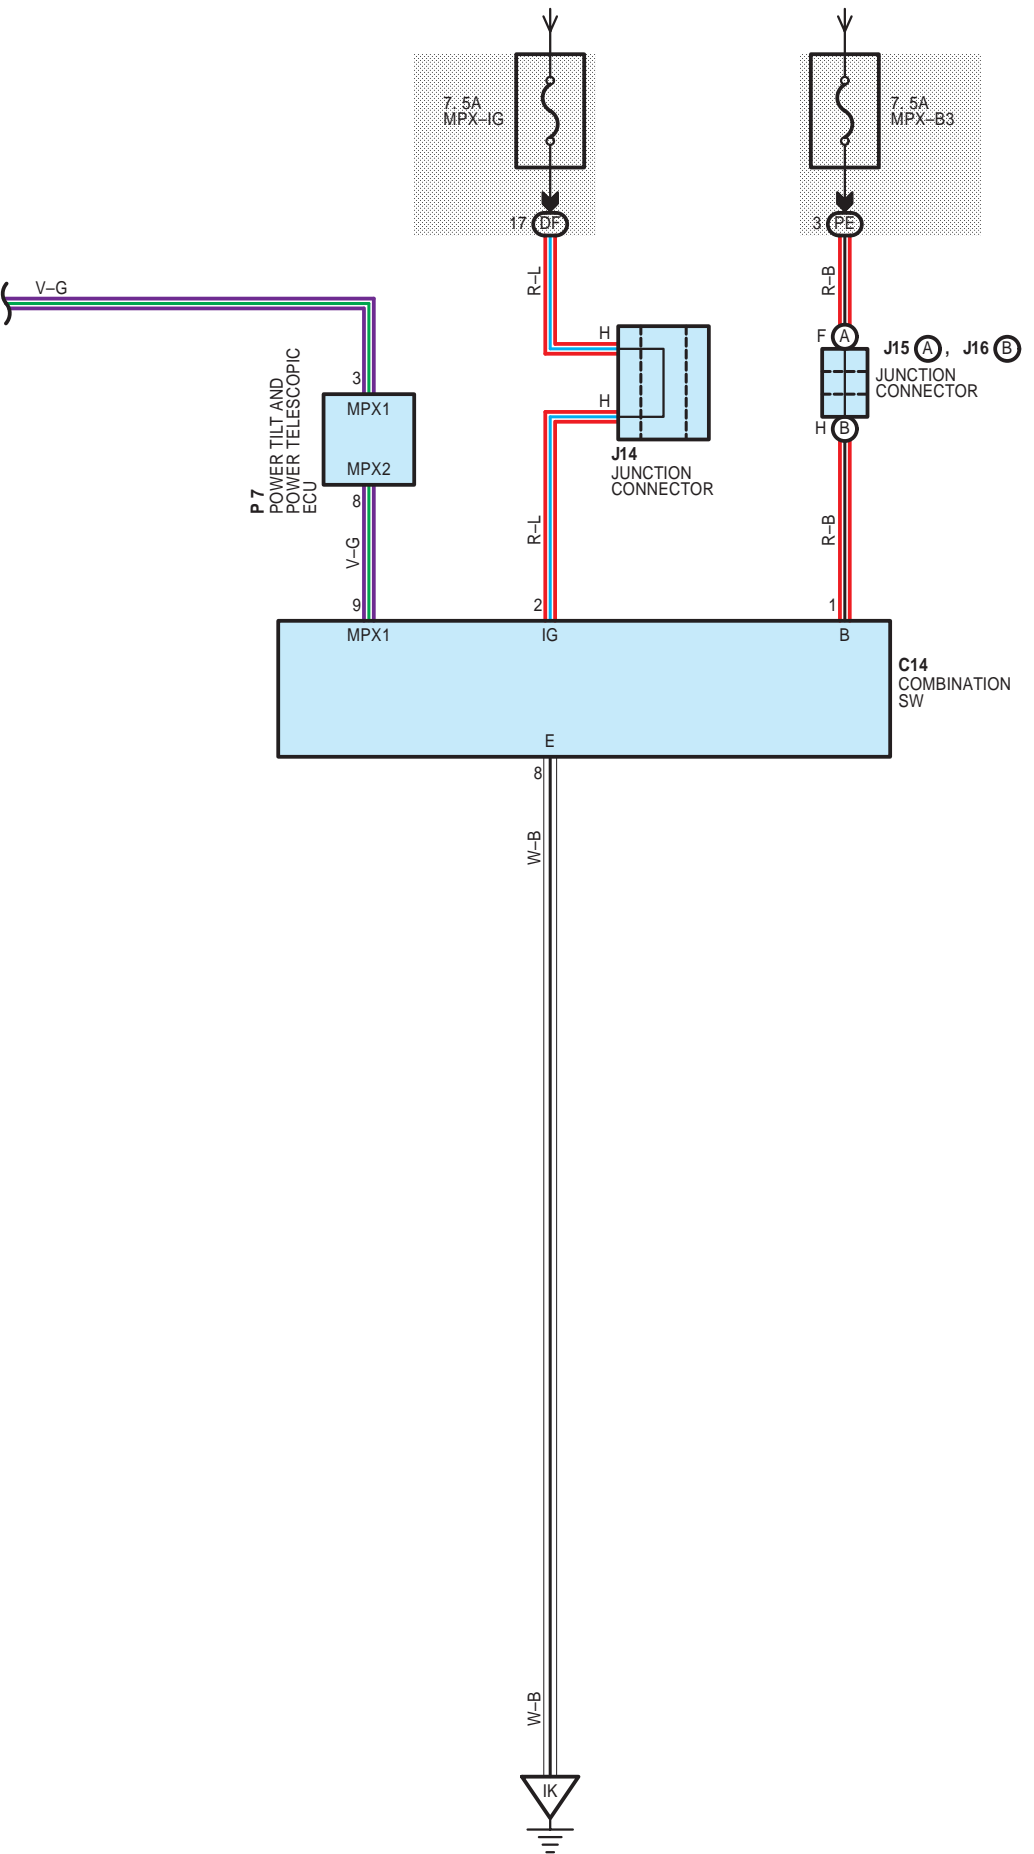 7. 5A
MPX–IG
7. 5A
MPX–B3
17 DF
3 PE
R–L
R–B
V–G
F A
J15 A , J16 B
JUNCTION
CONNECTOR
H
H
H B
J14
JUNCTION
CONNECTOR
3
MPX1
MPX2
8
P 7
POWER TILT AND
POWER TELESCOPIC
ECU
V–G
R–L
R–B
9
2
1
MPX1
IG
B
C14
COMBINATION
SW
E
8
W–B
W–B
IK